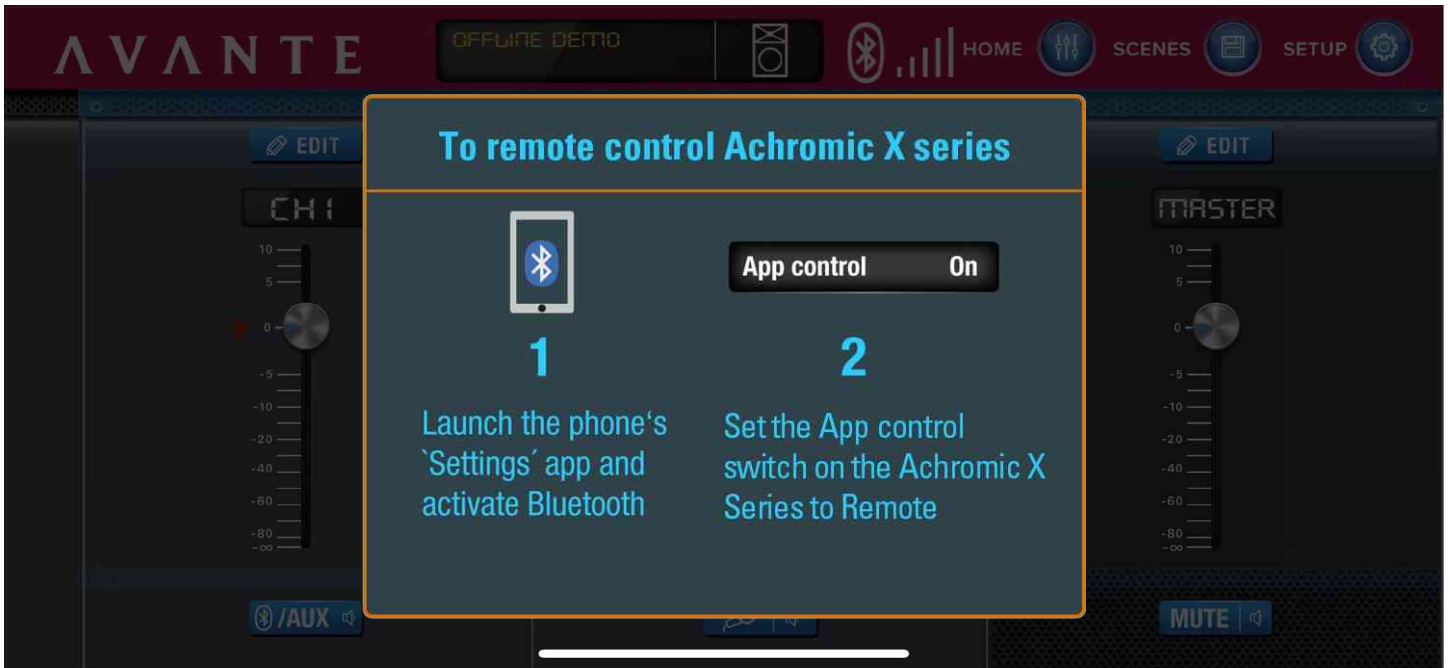 AVANTE
OFFLINE DEMO
HOME
SCENES
SETUP
EDIT
To remote control Achromic X series
EDIT
CH1
MASTER
App control On
1
2
Launch the phone‘s
`Settings´ app and
activate Bluetooth
Set the App control
switch on the Achromic X
Series to Remote
10
5
0
-5
-10
-20
-40
-60
-80
-∞
10
5
0
-5
-10
-20
-40
-60
-80
-∞
/AUX
MUTE